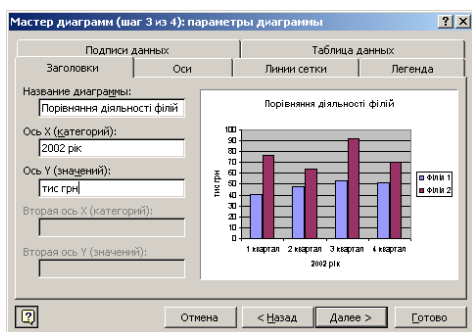 Мастер диаграмм (шаг 3 из 4): параметры диаграммы
Подписи данных
Таблица данных
Заголовки
Оси
Линии сетки
Легенда
Название диаграммы:
Порівняння діяльності філій
Ось X (категорий):
2002 рік
Ось Y (значений):
тис грн
Вторая ось X (категорий):
Вторая ось Y (значений):
Порівняння діяльності філій
100
90
80
70
60
50
40
30
20
10
0
тис грн
1 квартал 2 квартал 3 квартал 4 квартал
2002 рік
Філія 1
Філія 2
Отмена
< Назад
Далее >
Готово